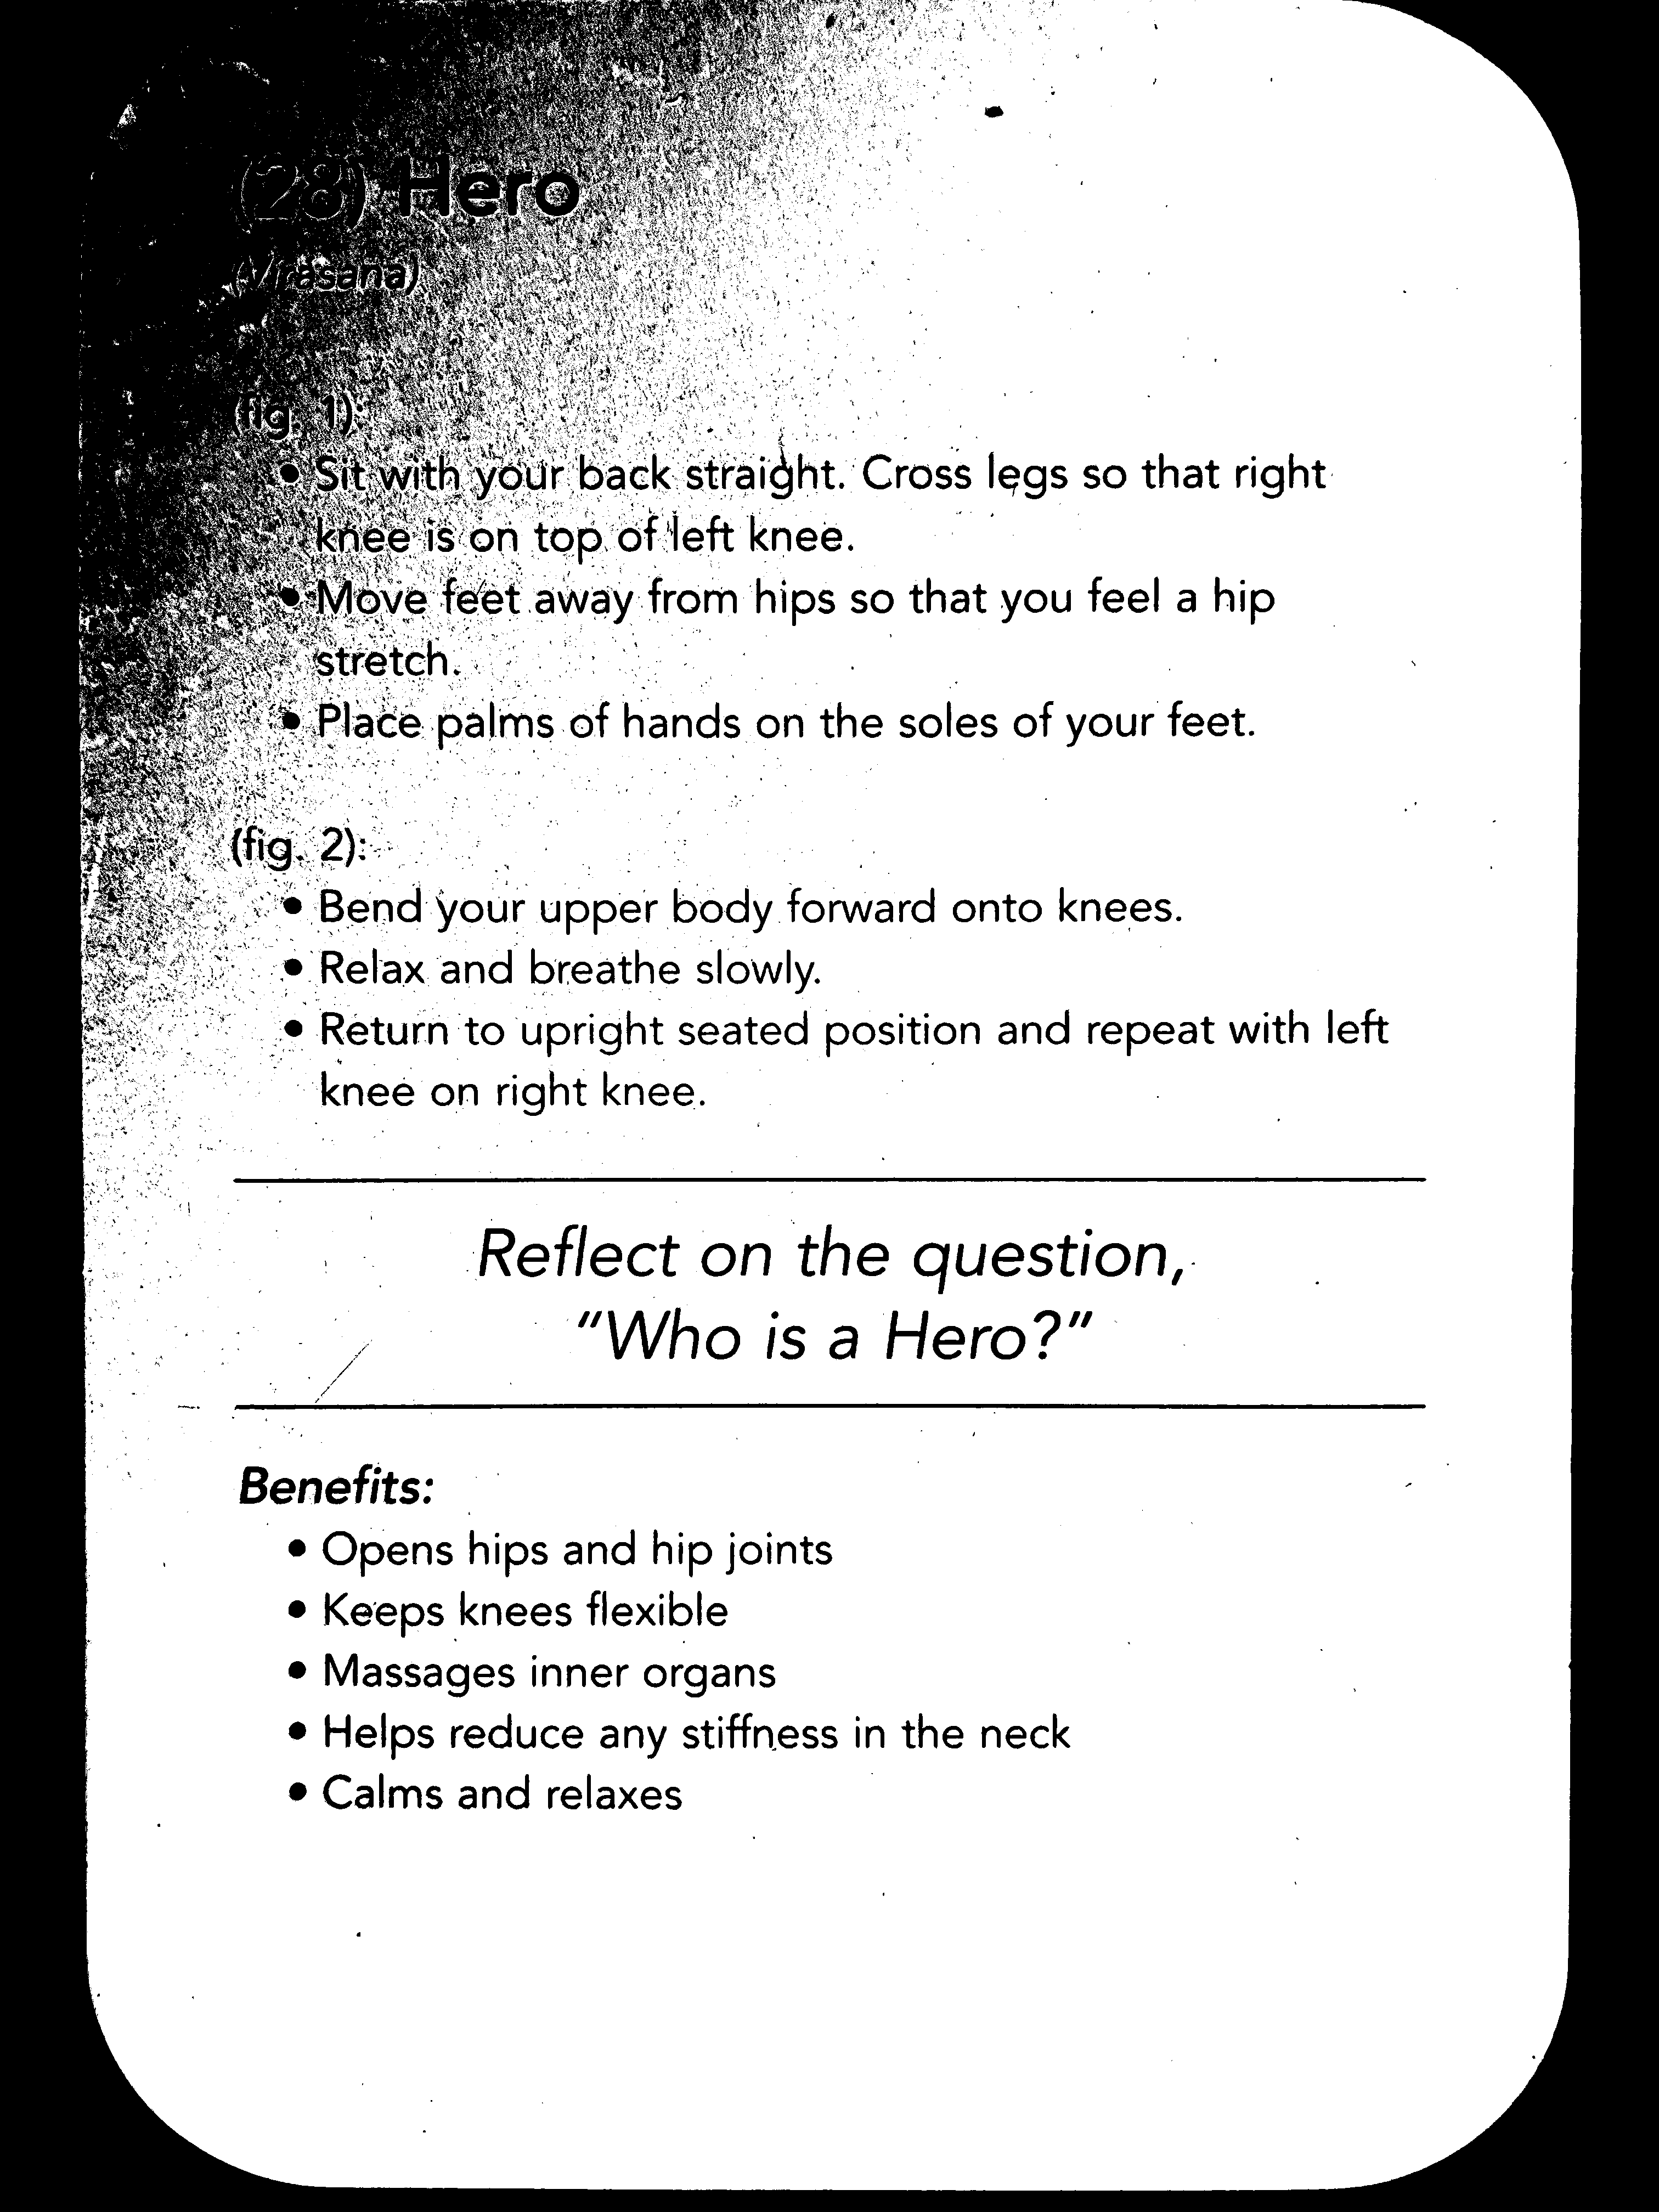 (28) Hero
(Virasana)
(fig. 1):
• Sit with your back straight. Cross legs so that right
knee is on top of left knee.
• Move feet away from hips so that you feel a hip
stretch.
• Place palms of hands on the soles of your feet.
(fig. 2):
• Bend your upper body forward onto knees.
• Relax and breathe slowly.
• Return to upright seated position and repeat with left
knee on right knee.
Reflect on the question,
"Who is a Hero?"
Benefits:
• Opens hips and hip joints
• Keeps knees flexible
• Massages inner organs
• Helps reduce any stiffness in the neck
• Calms and relaxes